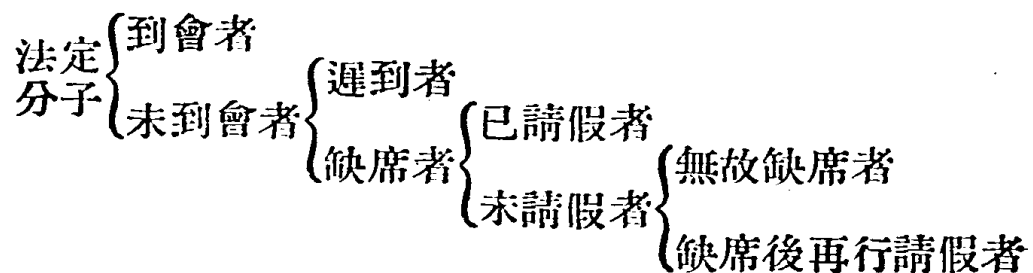 法定
分子
到會者
未到會者
遲到者
缺席者
已請假者
未請假者
無故缺席者
缺席後再行請假者